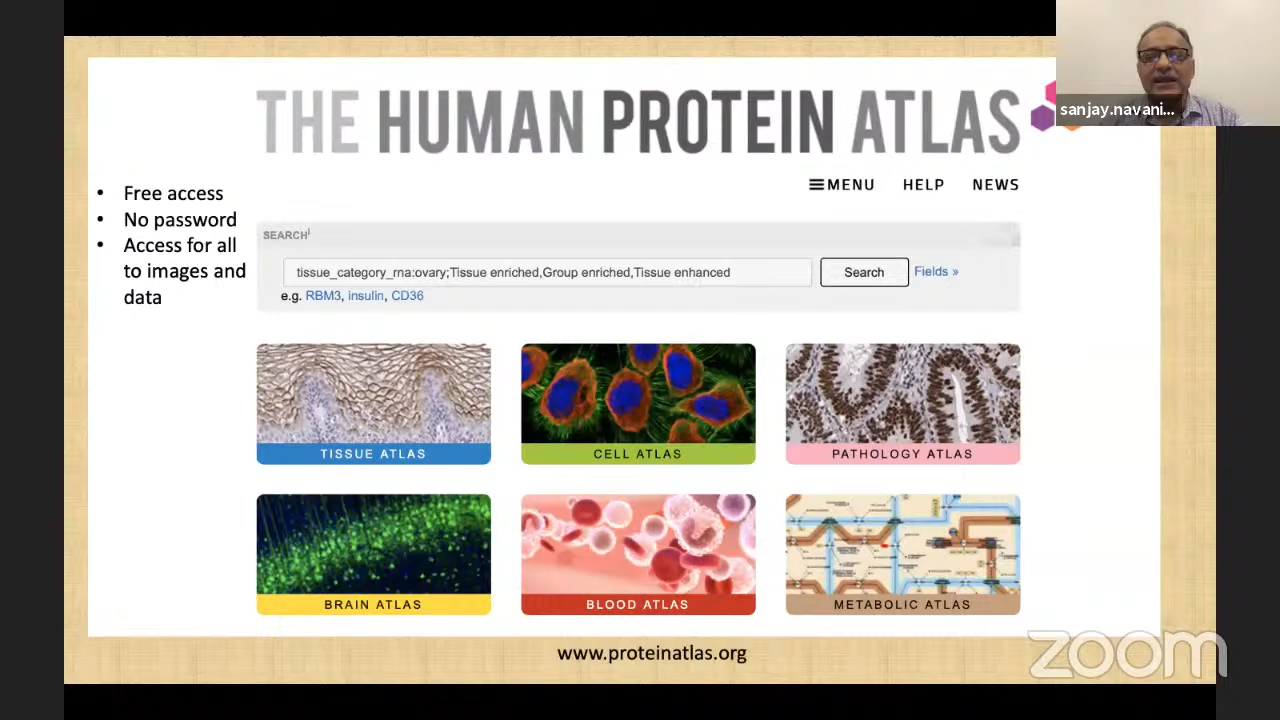 THE HUMAN PROTEIN ATLAS
sanjay.navani...
MENU HELP NEWS
• Free access
• No password
• Access for all
to images and
data
SEARCHⁱ
tissue_category_rna:ovary;Tissue enriched,Group enriched,Tissue enhanced
Search
Fields »
e.g. RBM3, insulin, CD36
TISSUE ATLAS
CELL ATLAS
PATHOLOGY ATLAS
BRAIN ATLAS
BLOOD ATLAS
METABOLIC ATLAS
www.proteinatlas.org
zoom